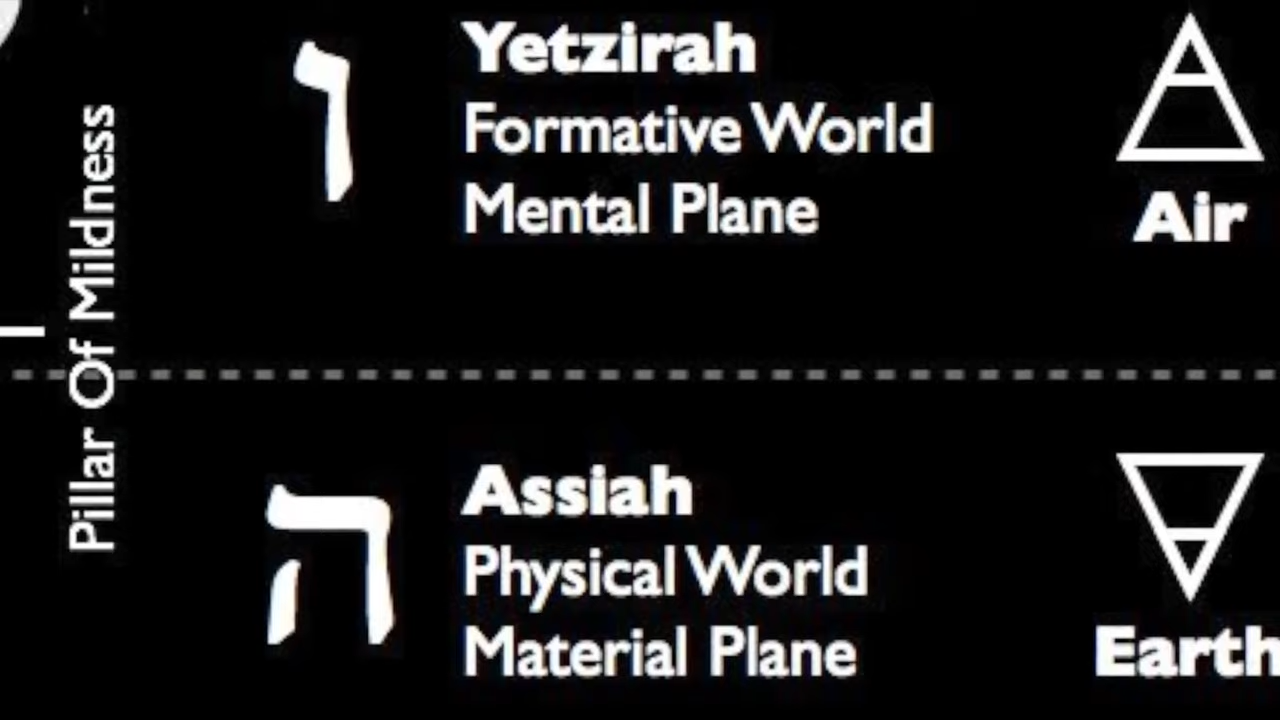 Pillar Of Mildness
ו
Yetzirah
Formative World
Mental Plane
Air
ה
Assiah
Physical World
Material Plane
Earth